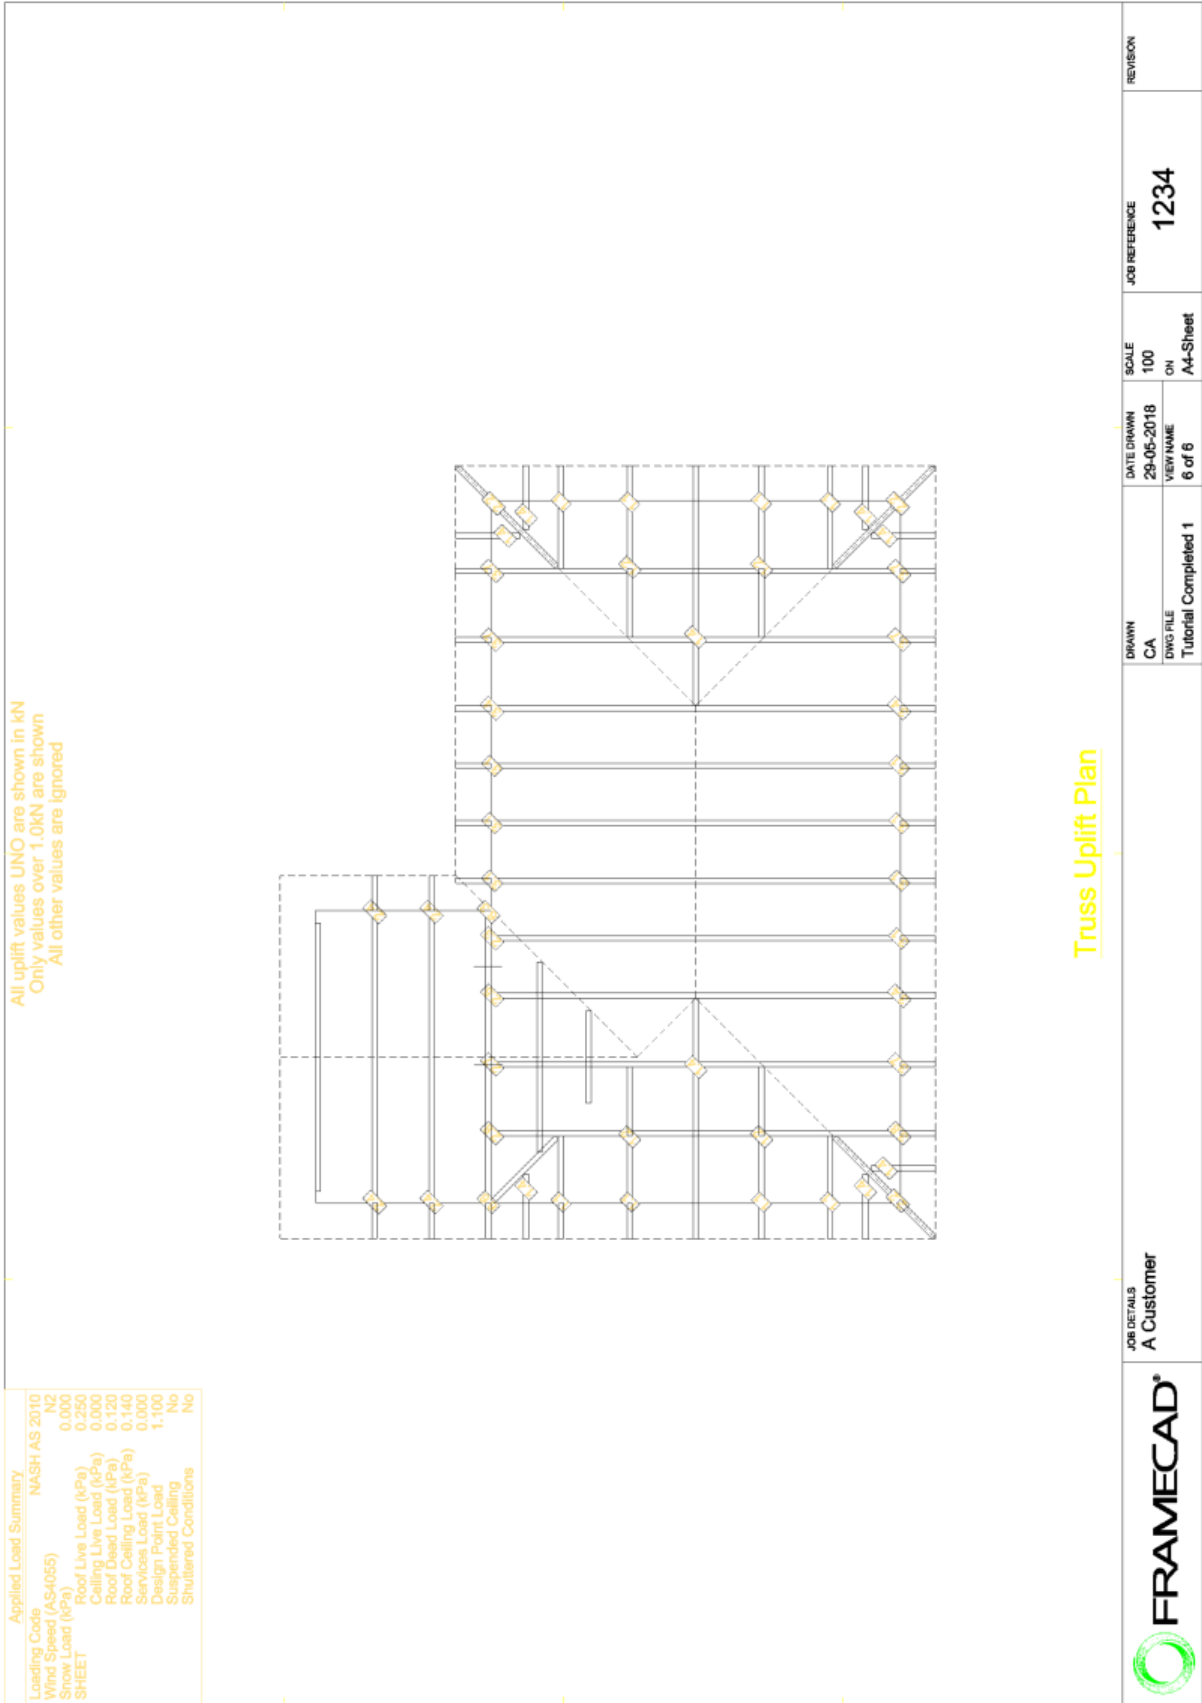 Applied Load Summary
Loading Code NASH AS 2010
Wind Speed (AS4055) N2
Snow Load (kPa) 0.000
SHEET Roof Live Load (kPa) 0.250
Ceiling Live Load (kPa) 0.000
Roof Dead Load (kPa) 0.120
Roof Ceiling Load (kPa) 0.140
Services Load (kPa) 0.000
Design Point Load 1.100
Suspended Ceiling No
Shuttered Conditions No
All uplift values UNO are shown in kN
Only values over 1.0kN are shown
All other values are ignored
Truss Uplift Plan
FRAMECAD®
JOB DETAILS
A Customer
DRAWN
CA
DWG FILE
Tutorial Completed 1
DATE DRAWN
29-05-2018
VIEW NAME
6 of 6
SCALE
100
ON
A4-Sheet
JOB REFERENCE
1234
REVISION